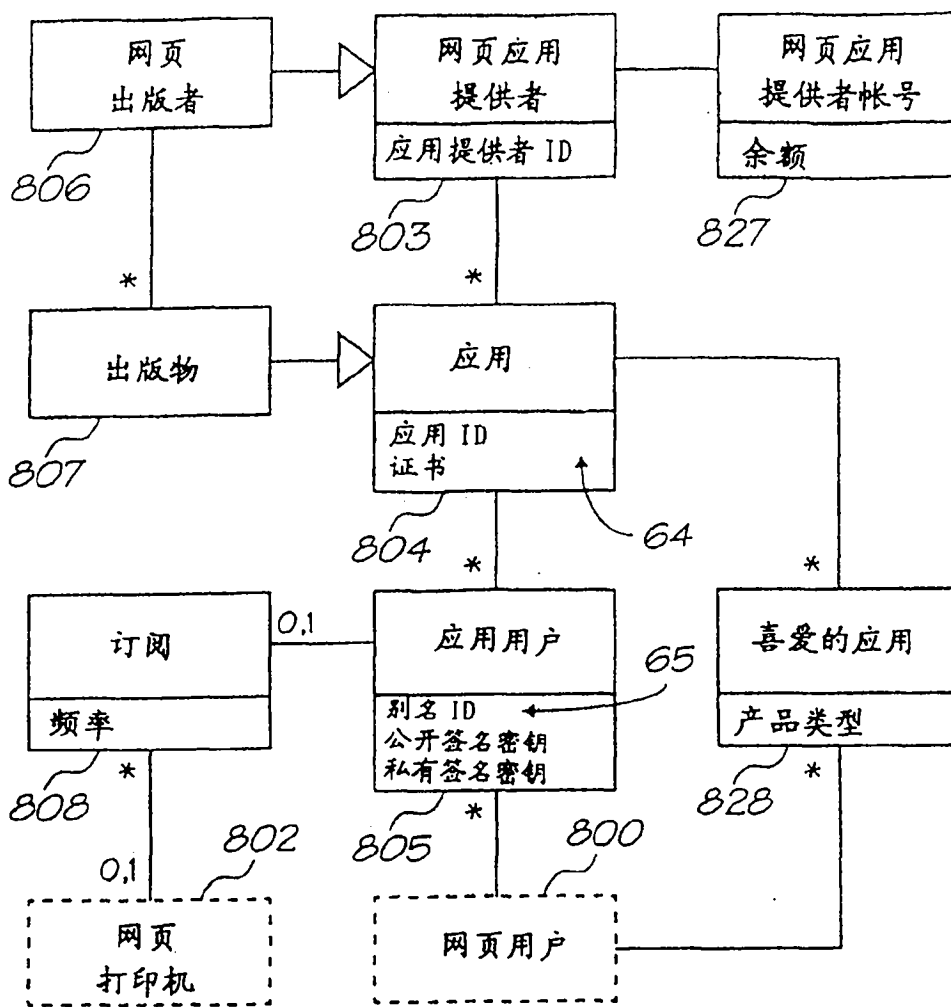 网页
出版者
网页应用
提供者
应用提供者 ID
网页应用
提供者帐号
余额
806
803
827
*
*
出版物
应用
应用 ID
证书
807
804
64
*
*
订阅
频率
0,1
应用用户
别名 ID
公开签名密钥
私有签名密钥
65
喜爱的应用
产品类型
808
*
805
*
828
*
802
800
0,1
网页
打印机
网页用户